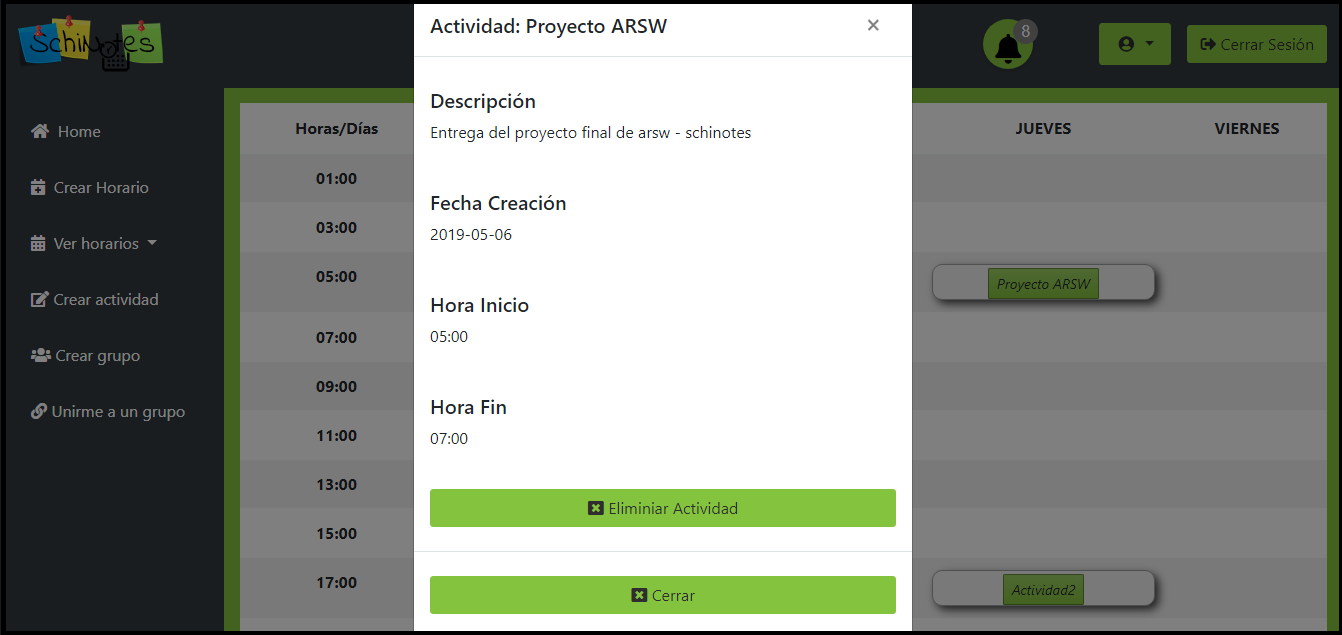 SchiNotes
Actividad: Proyecto ARSW
×
8
Cerrar Sesión
Home
Crear Horario
Ver horarios
Crear actividad
Crear grupo
Unirme a un grupo
Horas/Días
JUEVES
VIERNES
01:00
03:00
05:00
Proyecto ARSW
07:00
09:00
11:00
13:00
15:00
17:00
Actividad2
Descripción
Entrega del proyecto final de arsw - schinotes
Fecha Creación
2019-05-06
Hora Inicio
05:00
Hora Fin
07:00
Eliminiar Actividad
Cerrar